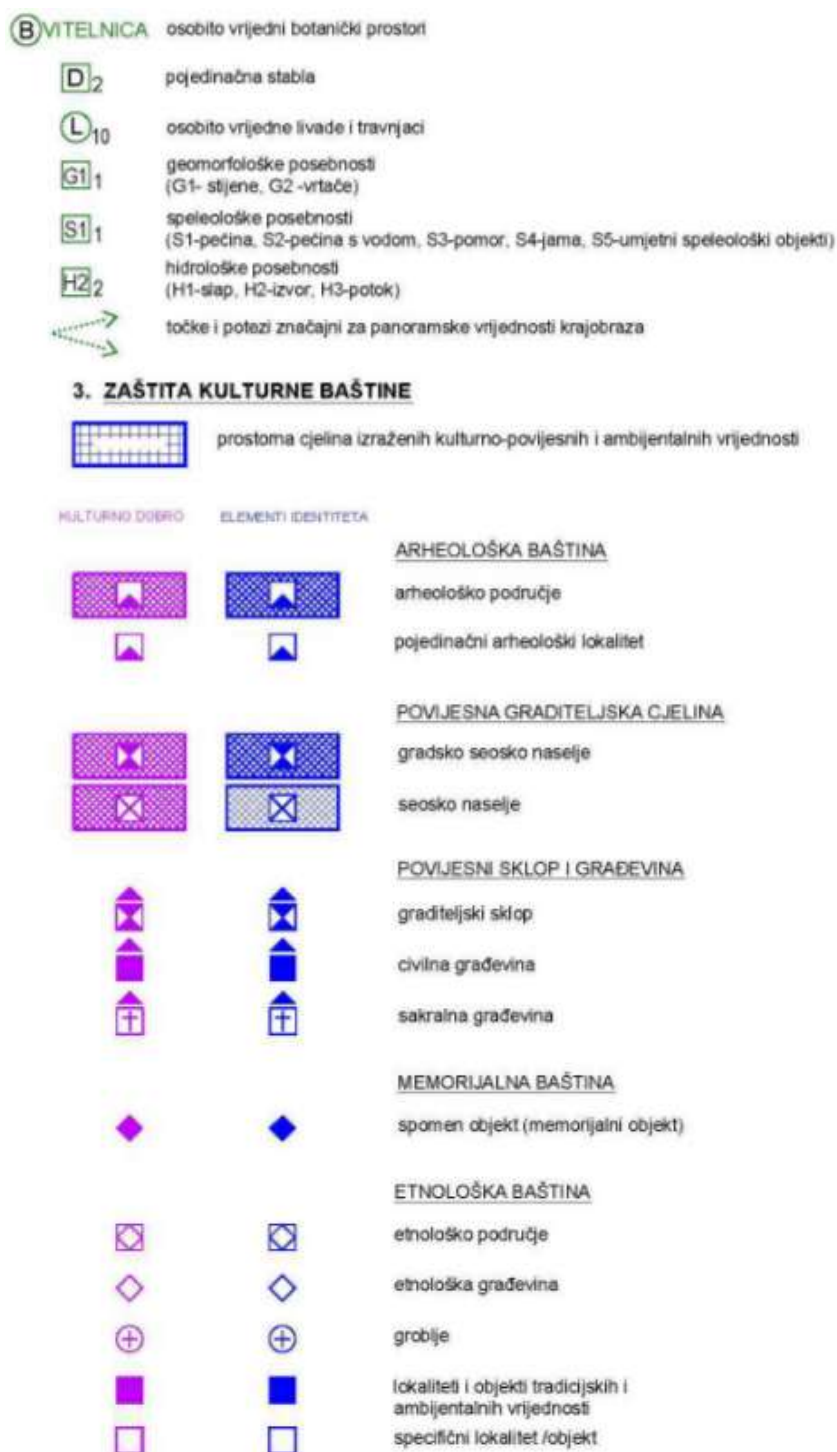 B VITELNICA osobito vrijedni botanički prostori
D 2 pojedinačna stabla
L 10 osobito vrijedne livade i travnjaci
G1 1 geomorfološke posebnosti
(G1- stijene, G2 -vrtače)
S1 1 speleološke posebnosti
(S1-pećina, S2-pećina s vodom, S3-pomor, S4-jama, S5-umjetni speleološki objekti)
H2 2 hidrološke posebnosti
(H1-slap, H2-izvor, H3-potok)
točke i potezi značajni za panoramske vrijednosti krajobraza
3. ZAŠTITA KULTURNE BAŠTINE
prostorna cjelina izraženih kulturno-povijesnih i ambijentalnih vrijednosti
KULTURNO DOBRO ELEMENTI IDENTITETA
ARHEOLOŠKA BAŠTINA
arheološko područje
pojedinačni arheološki lokalitet
POVIJESNA GRADITELJSKA CJELINA
gradsko seosko naselje
seosko naselje
POVIJESNI SKLOP I GRAĐEVINA
graditeljski sklop
civilna građevina
sakralna građevina
MEMORIJALNA BAŠTINA
spomen objekt (memorijalni objekt)
ETNOLOŠKA BAŠTINA
etnološko područje
etnološka građevina
groblje
lokaliteti i objekti tradicijskih i
ambijentalnih vrijednosti
specifični lokalitet /objekt